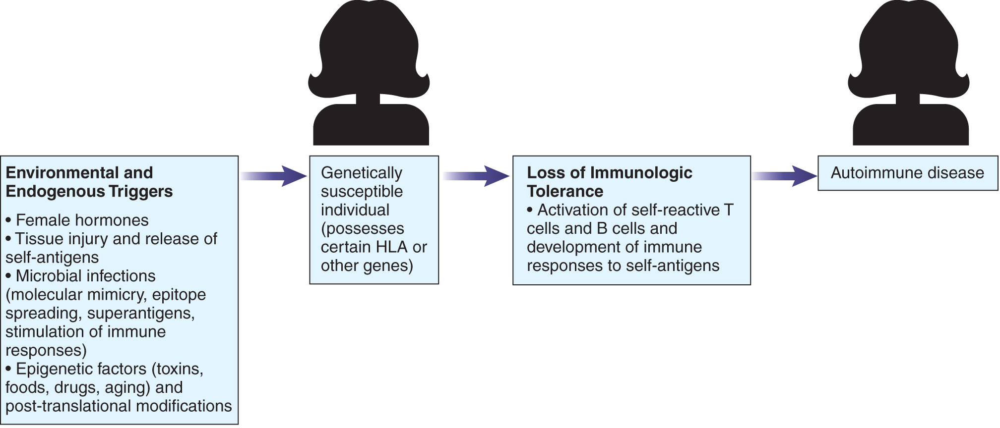 Environmental and
Endogenous Triggers
• Female hormones
• Tissue injury and release of
self-antigens
• Microbial infections
(molecular mimicry, epitope
spreading, superantigens,
stimulation of immune
responses)
• Epigenetic factors (toxins,
foods, drugs, aging) and
post-translational modifications
Genetically
susceptible
individual
(possesses
certain HLA or
other genes)
Loss of Immunologic
Tolerance
• Activation of self-reactive T
cells and B cells and
development of immune
responses to self-antigens
Autoimmune disease